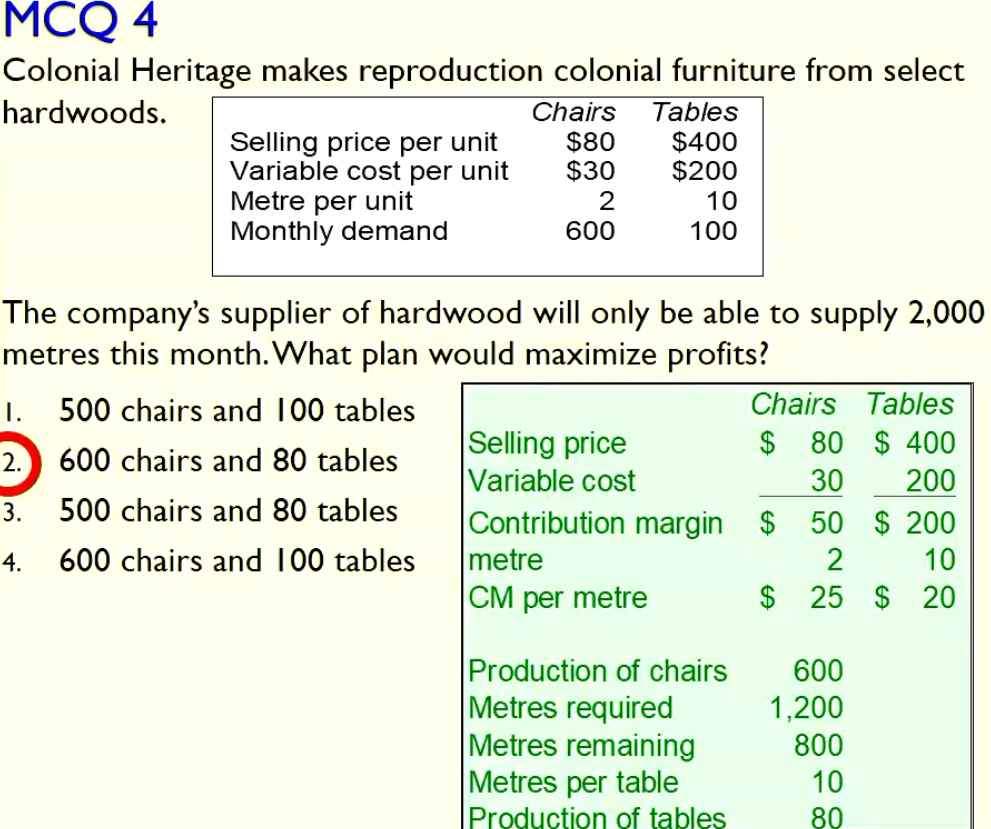 MCQ 4
Colonial Heritage makes reproduction colonial furniture from select
hardwoods.
Chairs Tables
Selling price per unit $80 $400
Variable cost per unit $30 $200
Metre per unit 2 10
Monthly demand 600 100
The company's supplier of hardwood will only be able to supply 2,000
metres this month. What plan would maximize profits?
1. 500 chairs and 100 tables
2. 600 chairs and 80 tables
3. 500 chairs and 80 tables
4. 600 chairs and 100 tables
Chairs Tables
Selling price $ 80 $ 400
Variable cost 30 200
Contribution margin $ 50 $ 200
metre 2 10
CM per metre $ 25 $ 20
Production of chairs 600
Metres required 1,200
Metres remaining 800
Metres per table 10
Production of tables 80